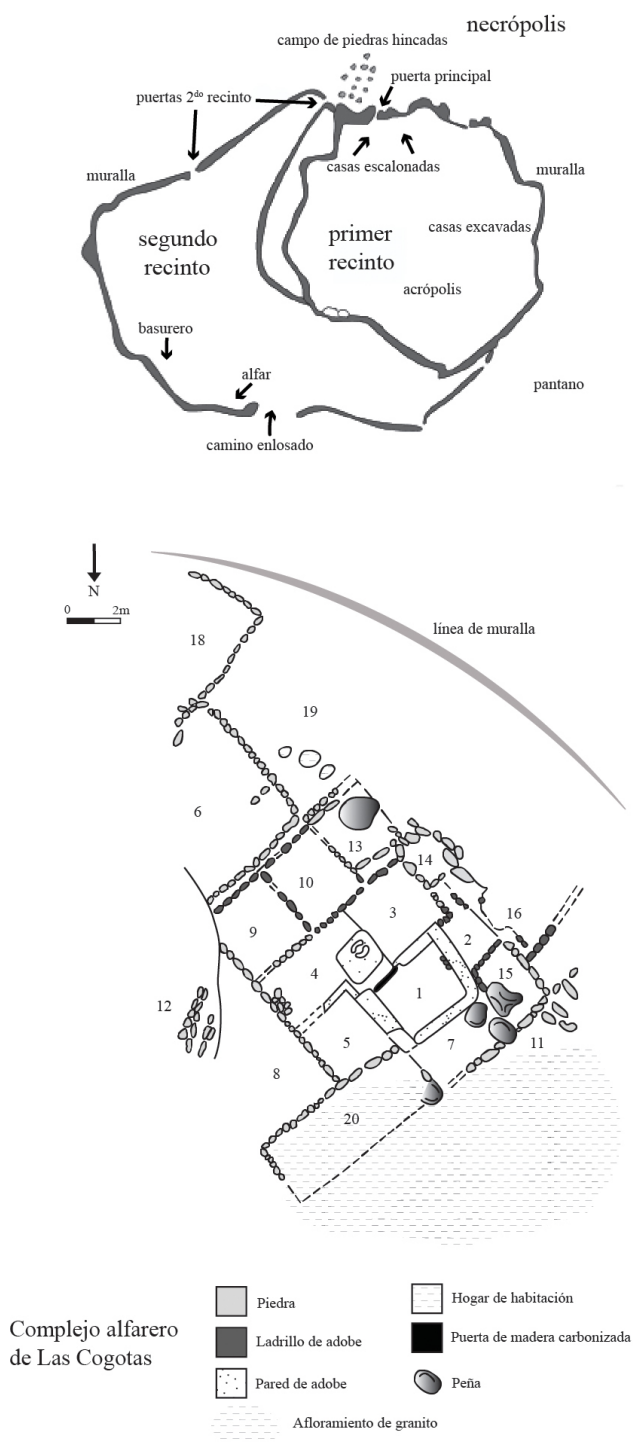 necrópolis
campo de piedras hincadas
puerta principal
puertas 2do recinto
casas escalonadas
muralla
muralla
segundo
recinto
primer
recinto
casas excavadas
acrópolis
basurero
alfar
pantano
camino enlosado
N
0 2m
línea de muralla
18
19
6
13
10
14
3
16
9
2
4
15
1
12
5
7
11
8
20
Complejo alfarero
de Las Cogotas
Piedra
Ladrillo de adobe
Pared de adobe
Hogar de habitación
Puerta de madera carbonizada
Peña
Afloramiento de granito